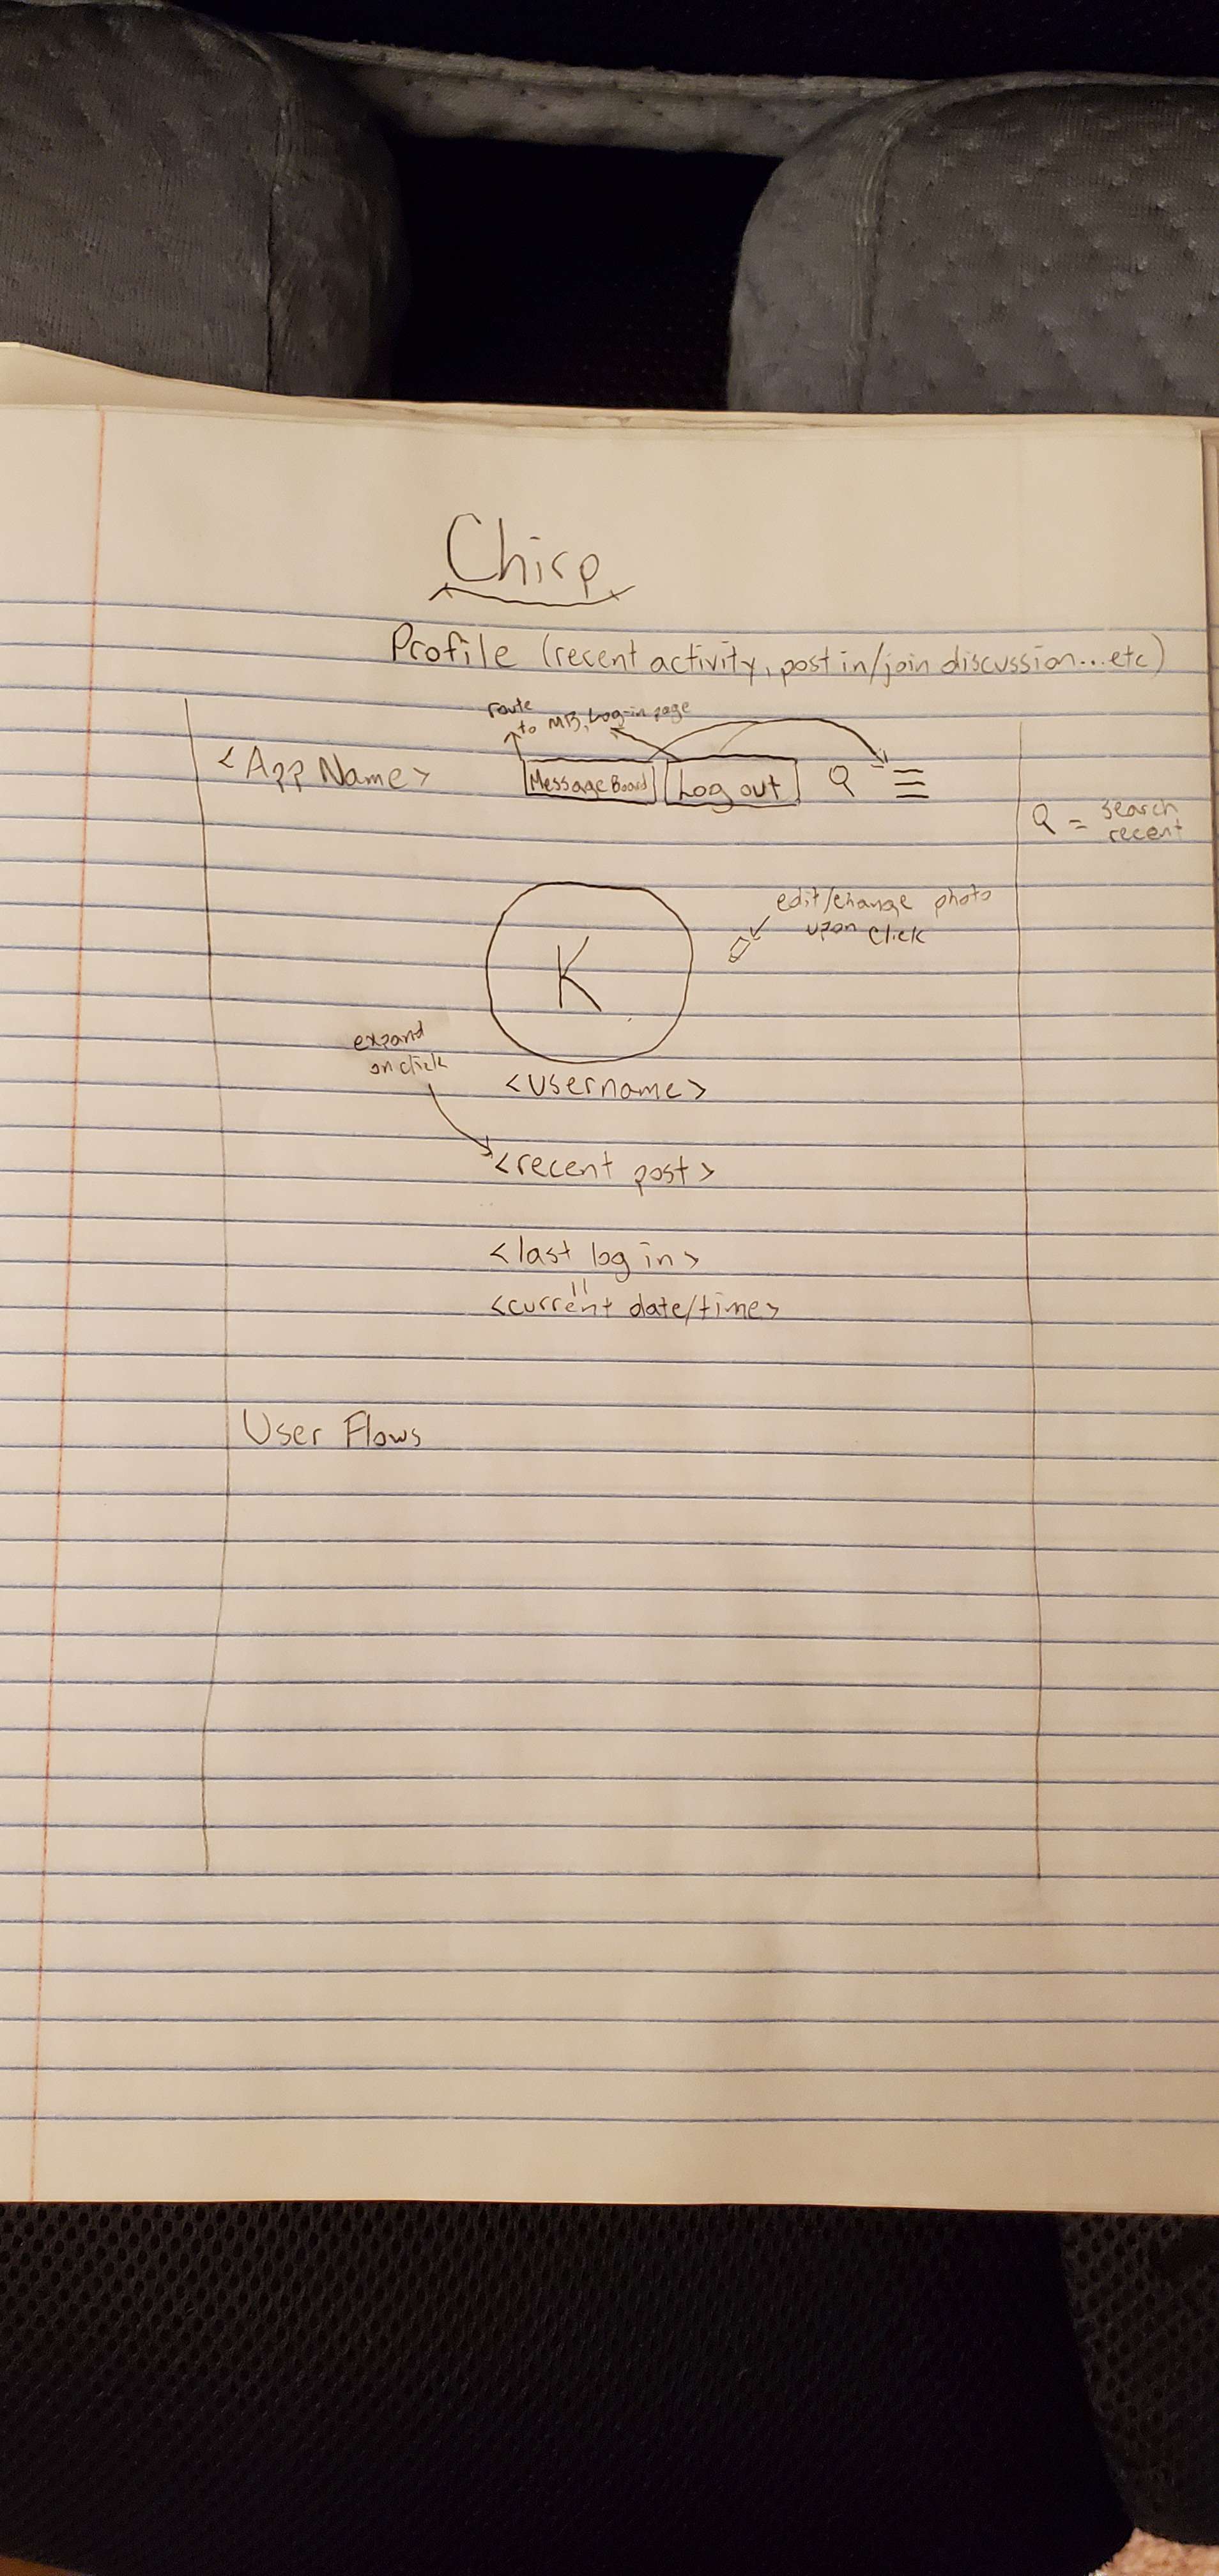 Chirp
Profile (recent activity, post in/join discussion...etc)
route
to MB, Log-in page
<App Name>
Message Board
Log out
Q = search
recent
edit/change photo
upon click
K
expand
on click
<username>
<recent post>
<last log in>
<current date/time>
User Flows